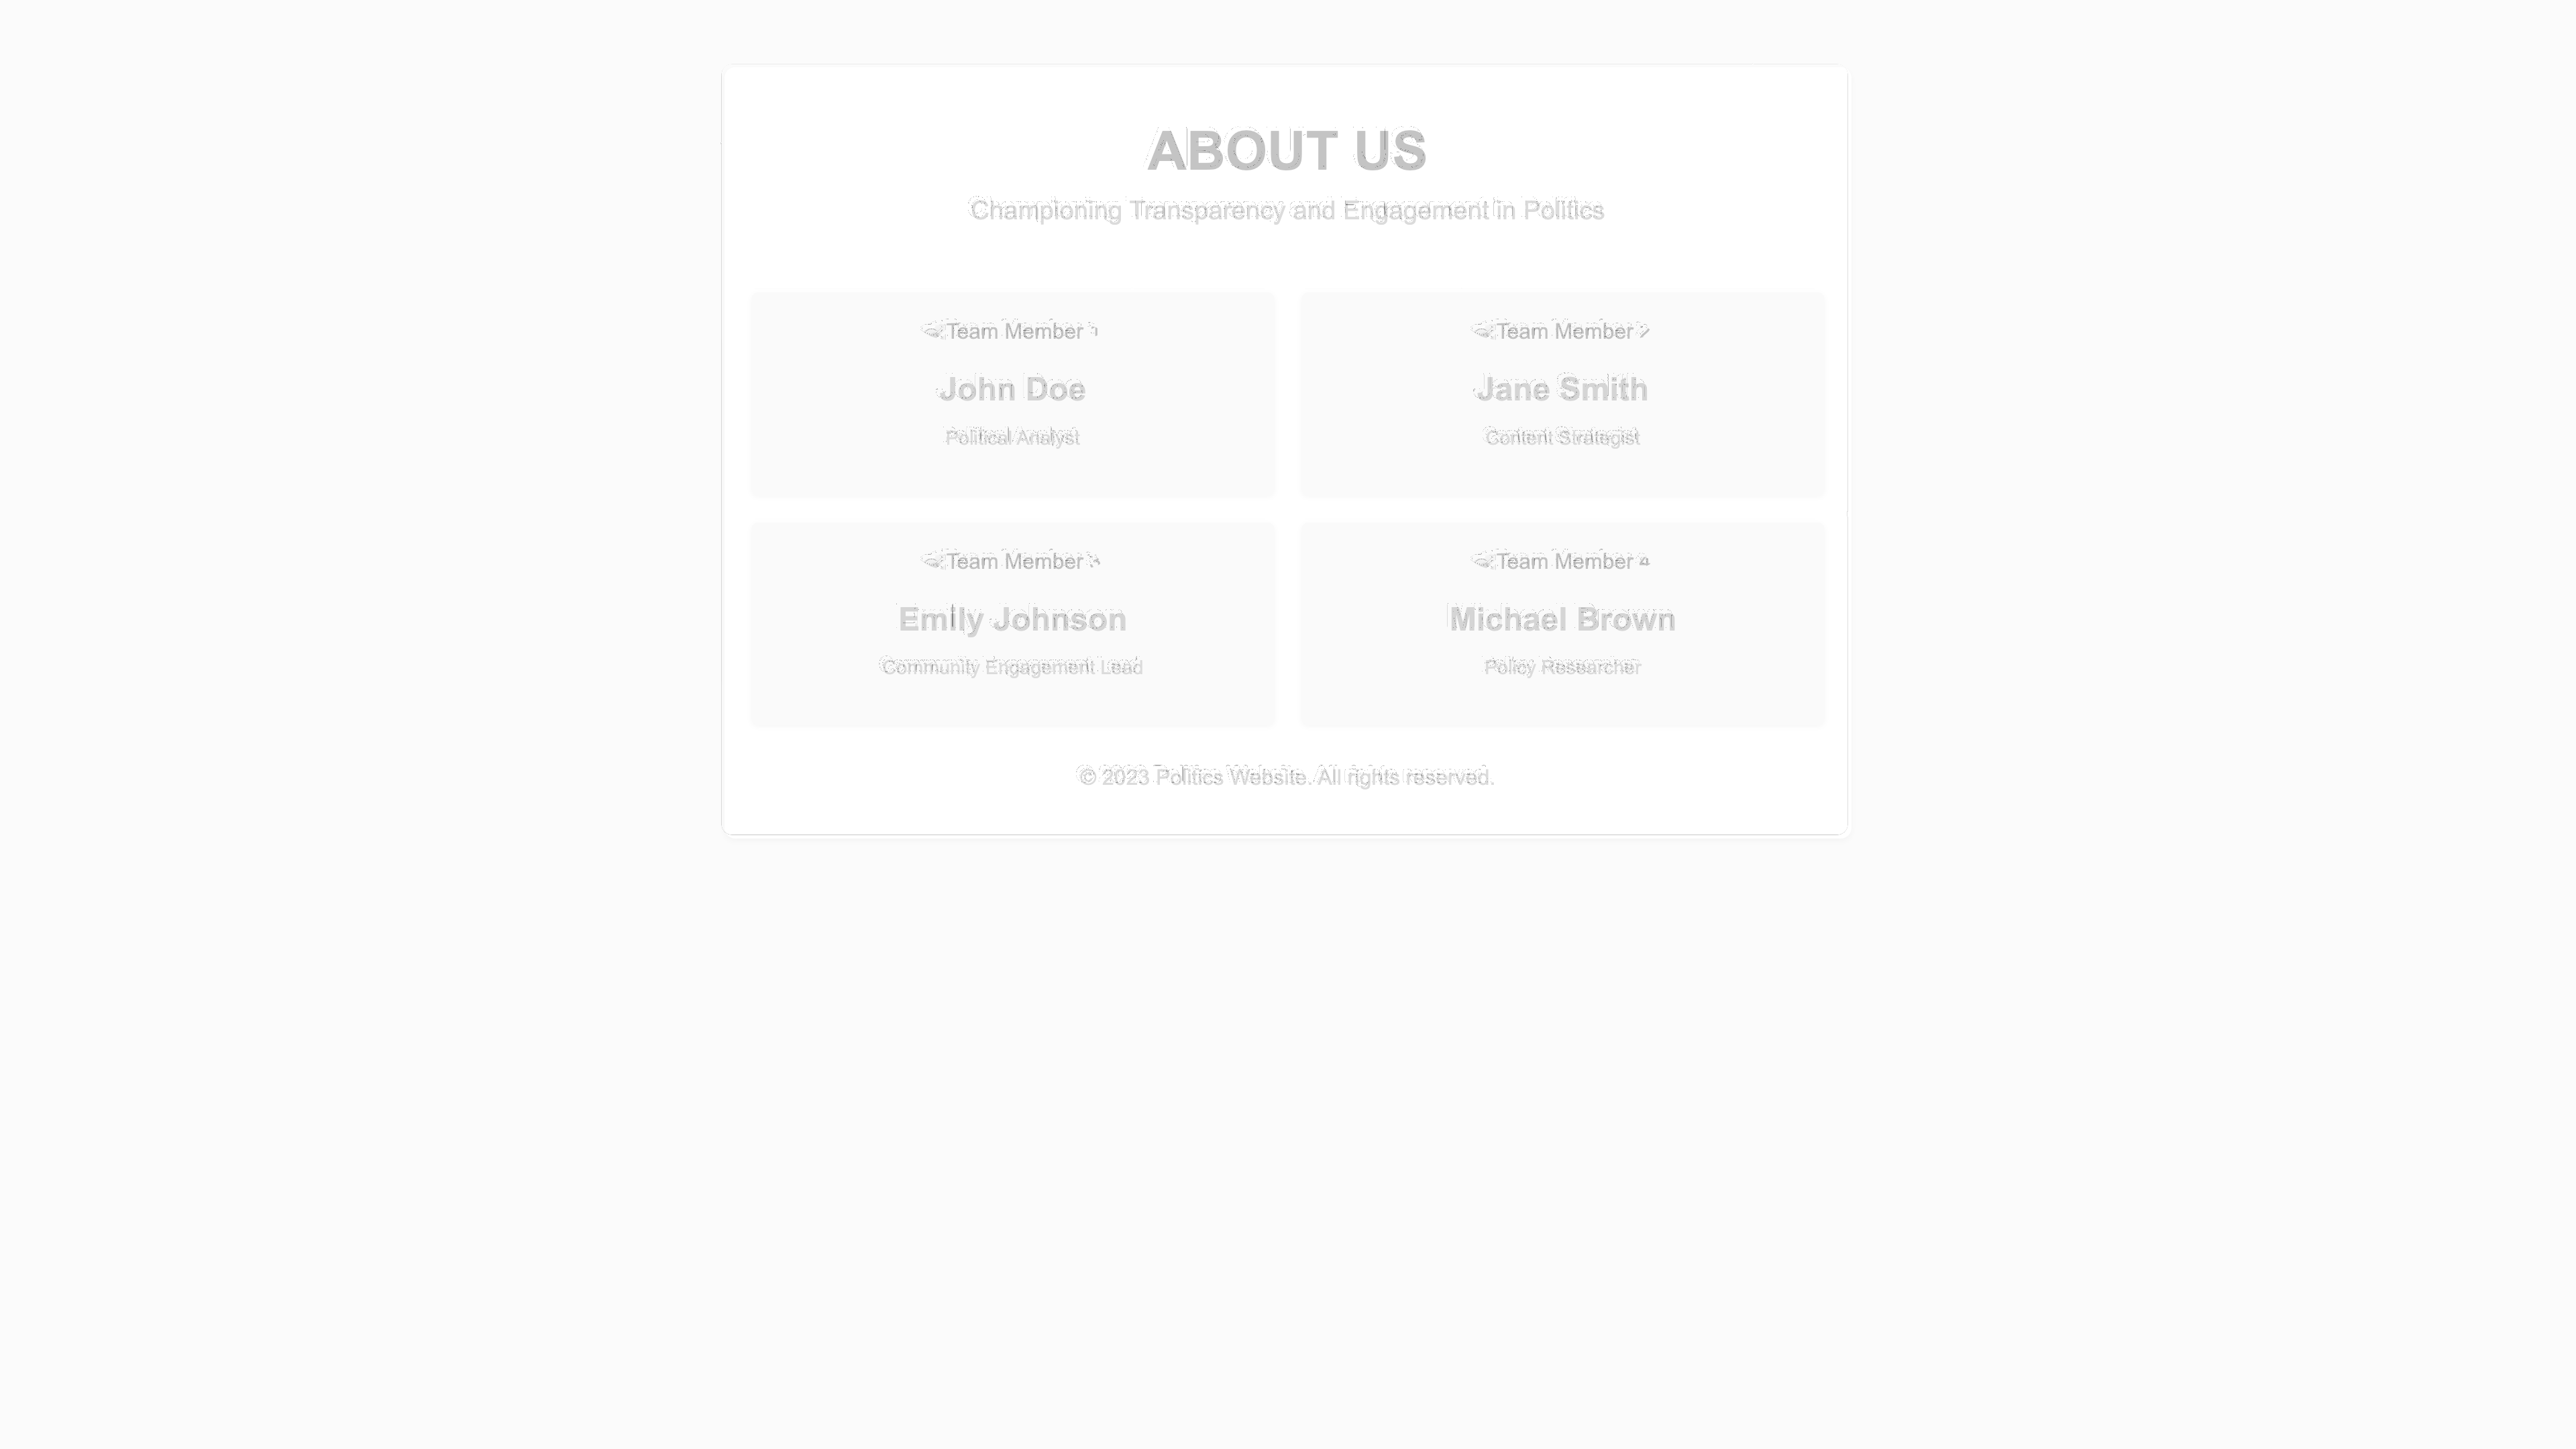 ABOUT US
Championing Transparency and Engagement in Politics
Team Member 1
Team Member 2
John Doe
Jane Smith
Political Analyst
Content Strategist
Team Member 3
Team Member 4
Emily Johnson
Michael Brown
Community Engagement Lead
Policy Researcher
© 2023 Politics Website. All rights reserved.